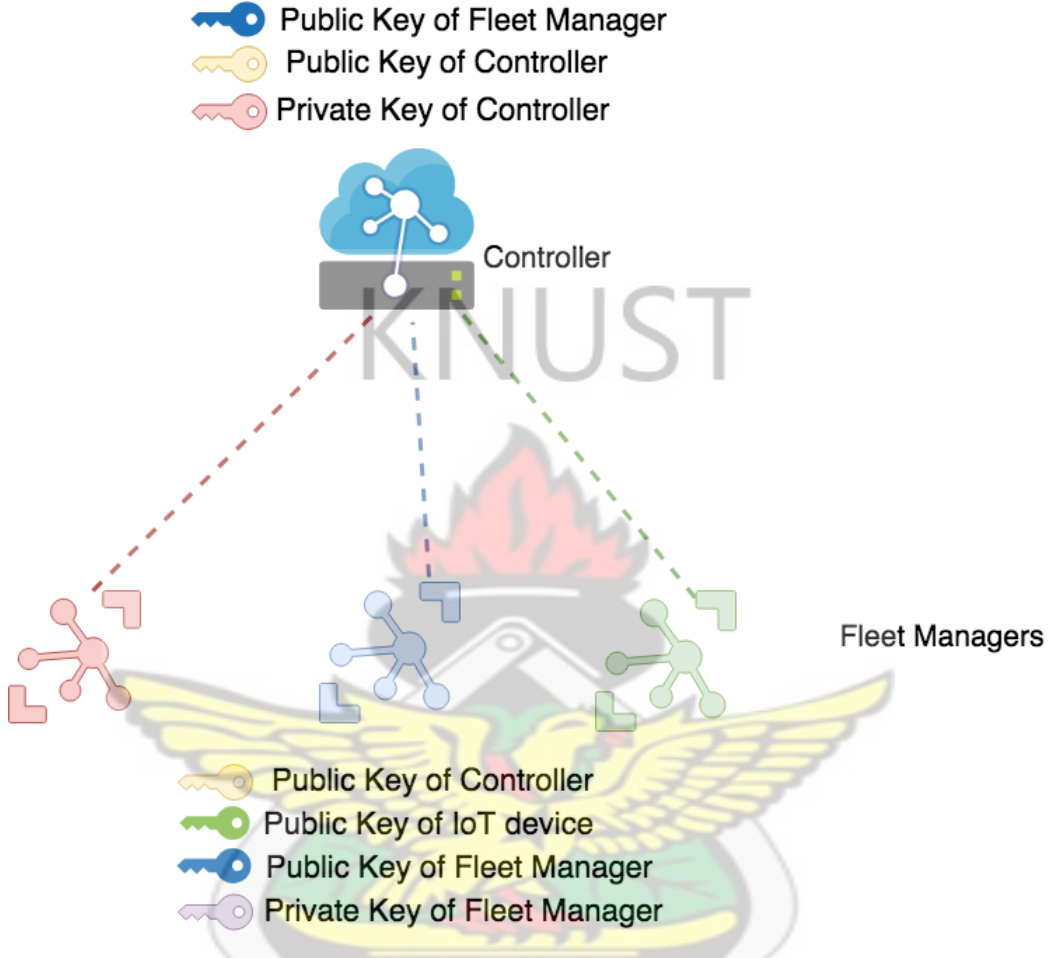 Public Key of Fleet Manager
Public Key of Controller
Private Key of Controller
Controller
KNUST
Fleet Managers
Public Key of Controller
Public Key of IoT device
Public Key of Fleet Manager
Private Key of Fleet Manager